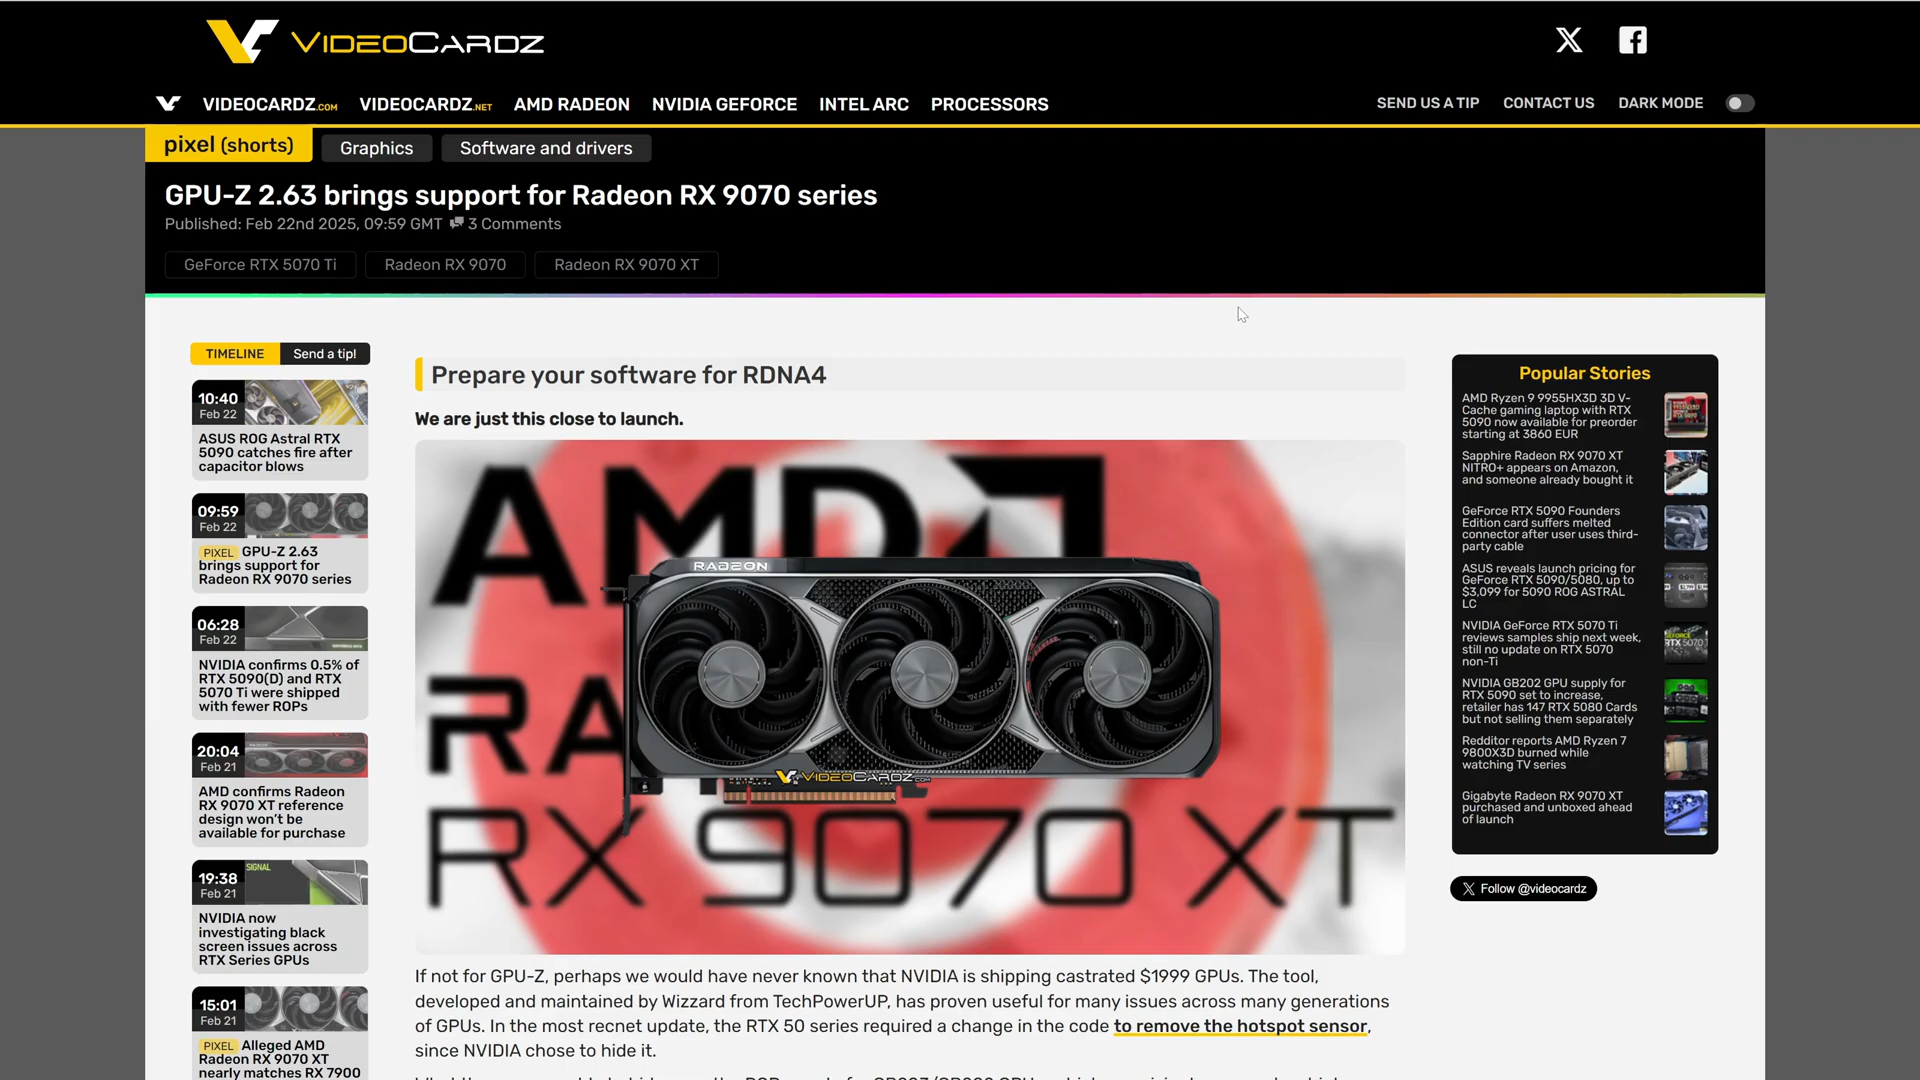 VIDEOCARDZ
VIDEOCARDZ.COM VIDEOCARDZ.NET AMD RADEON NVIDIA GEFORCE INTEL ARC PROCESSORS SEND US A TIP CONTACT US DARK MODE
pixel (shorts) Graphics Software and drivers
GPU-Z 2.63 brings support for Radeon RX 9070 series
Published: Feb 22nd 2025, 09:59 GMT 3 Comments
GeForce RTX 5070 Ti Radeon RX 9070 Radeon RX 9070 XT
TIMELINE Send a tip!
10:40
Feb 22
ASUS ROG Astral RTX
5090 catches fire after
capacitor blows
09:59
Feb 22
PIXEL GPU-Z 2.63
brings support for
Radeon RX 9070 series
06:28
Feb 22
NVIDIA confirms 0.5% of
RTX 5090(D) and RTX
5070 Ti were shipped
with fewer ROPs
20:04
Feb 21
AMD confirms Radeon
RX 9070 XT reference
design won't be
available for purchase
19:38
Feb 21
SIGNAL
NVIDIA now
investigating black
screen issues across
RTX Series GPUs
15:01
Feb 21
PIXEL Alleged AMD
Radeon RX 9070 XT
nearly matches RX 7900
Prepare your software for RDNA4
We are just this close to launch.
AMD
RADEON
RA
VIDEOCARDZ.COM
RX 9070 XT
If not for GPU-Z, perhaps we would have never known that NVIDIA is shipping castrated $1999 GPUs. The tool,
developed and maintained by Wizzard from TechPowerUP, has proven useful for many issues across many generations
of GPUs. In the most recnet update, the RTX 50 series required a change in the code to remove the hotspot sensor,
since NVIDIA chose to hide it.
Popular Stories
AMD Ryzen 9 9955HX3D 3D V-
Cache gaming laptop with RTX
5090 now available for preorder
starting at 3860 EUR
Sapphire Radeon RX 9070 XT
NITRO+ appears on Amazon,
and someone already bought it
GeForce RTX 5090 Founders
Edition card suffers melted
connector after user uses third-
party cable
ASUS reveals launch pricing for
GeForce RTX 5090/5080, up to
$3,099 for 5090 ROG ASTRAL
LC
NVIDIA GeForce RTX 5070 Ti
reviews samples ship next week,
still no update on RTX 5070
non-Ti
NVIDIA GB202 GPU supply for
RTX 5090 set to increase,
retailer has 147 RTX 5080 Cards
but not selling them separately
Redditor reports AMD Ryzen 7
9800X3D burned while
watching TV series
Gigabyte Radeon RX 9070 XT
purchased and unboxed ahead
of launch
Follow @videocardz